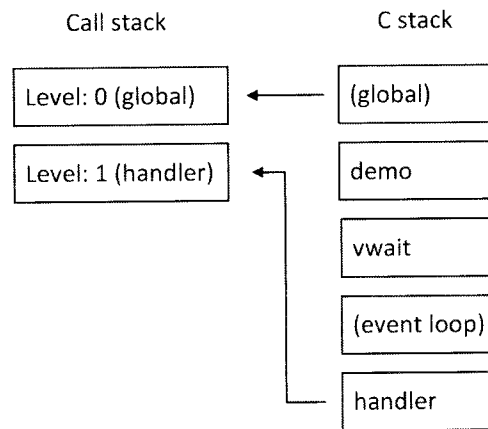 Call stack
C stack
Level: 0 (global)
(global)
Level: 1 (handler)
demo
vwait
(event loop)
handler